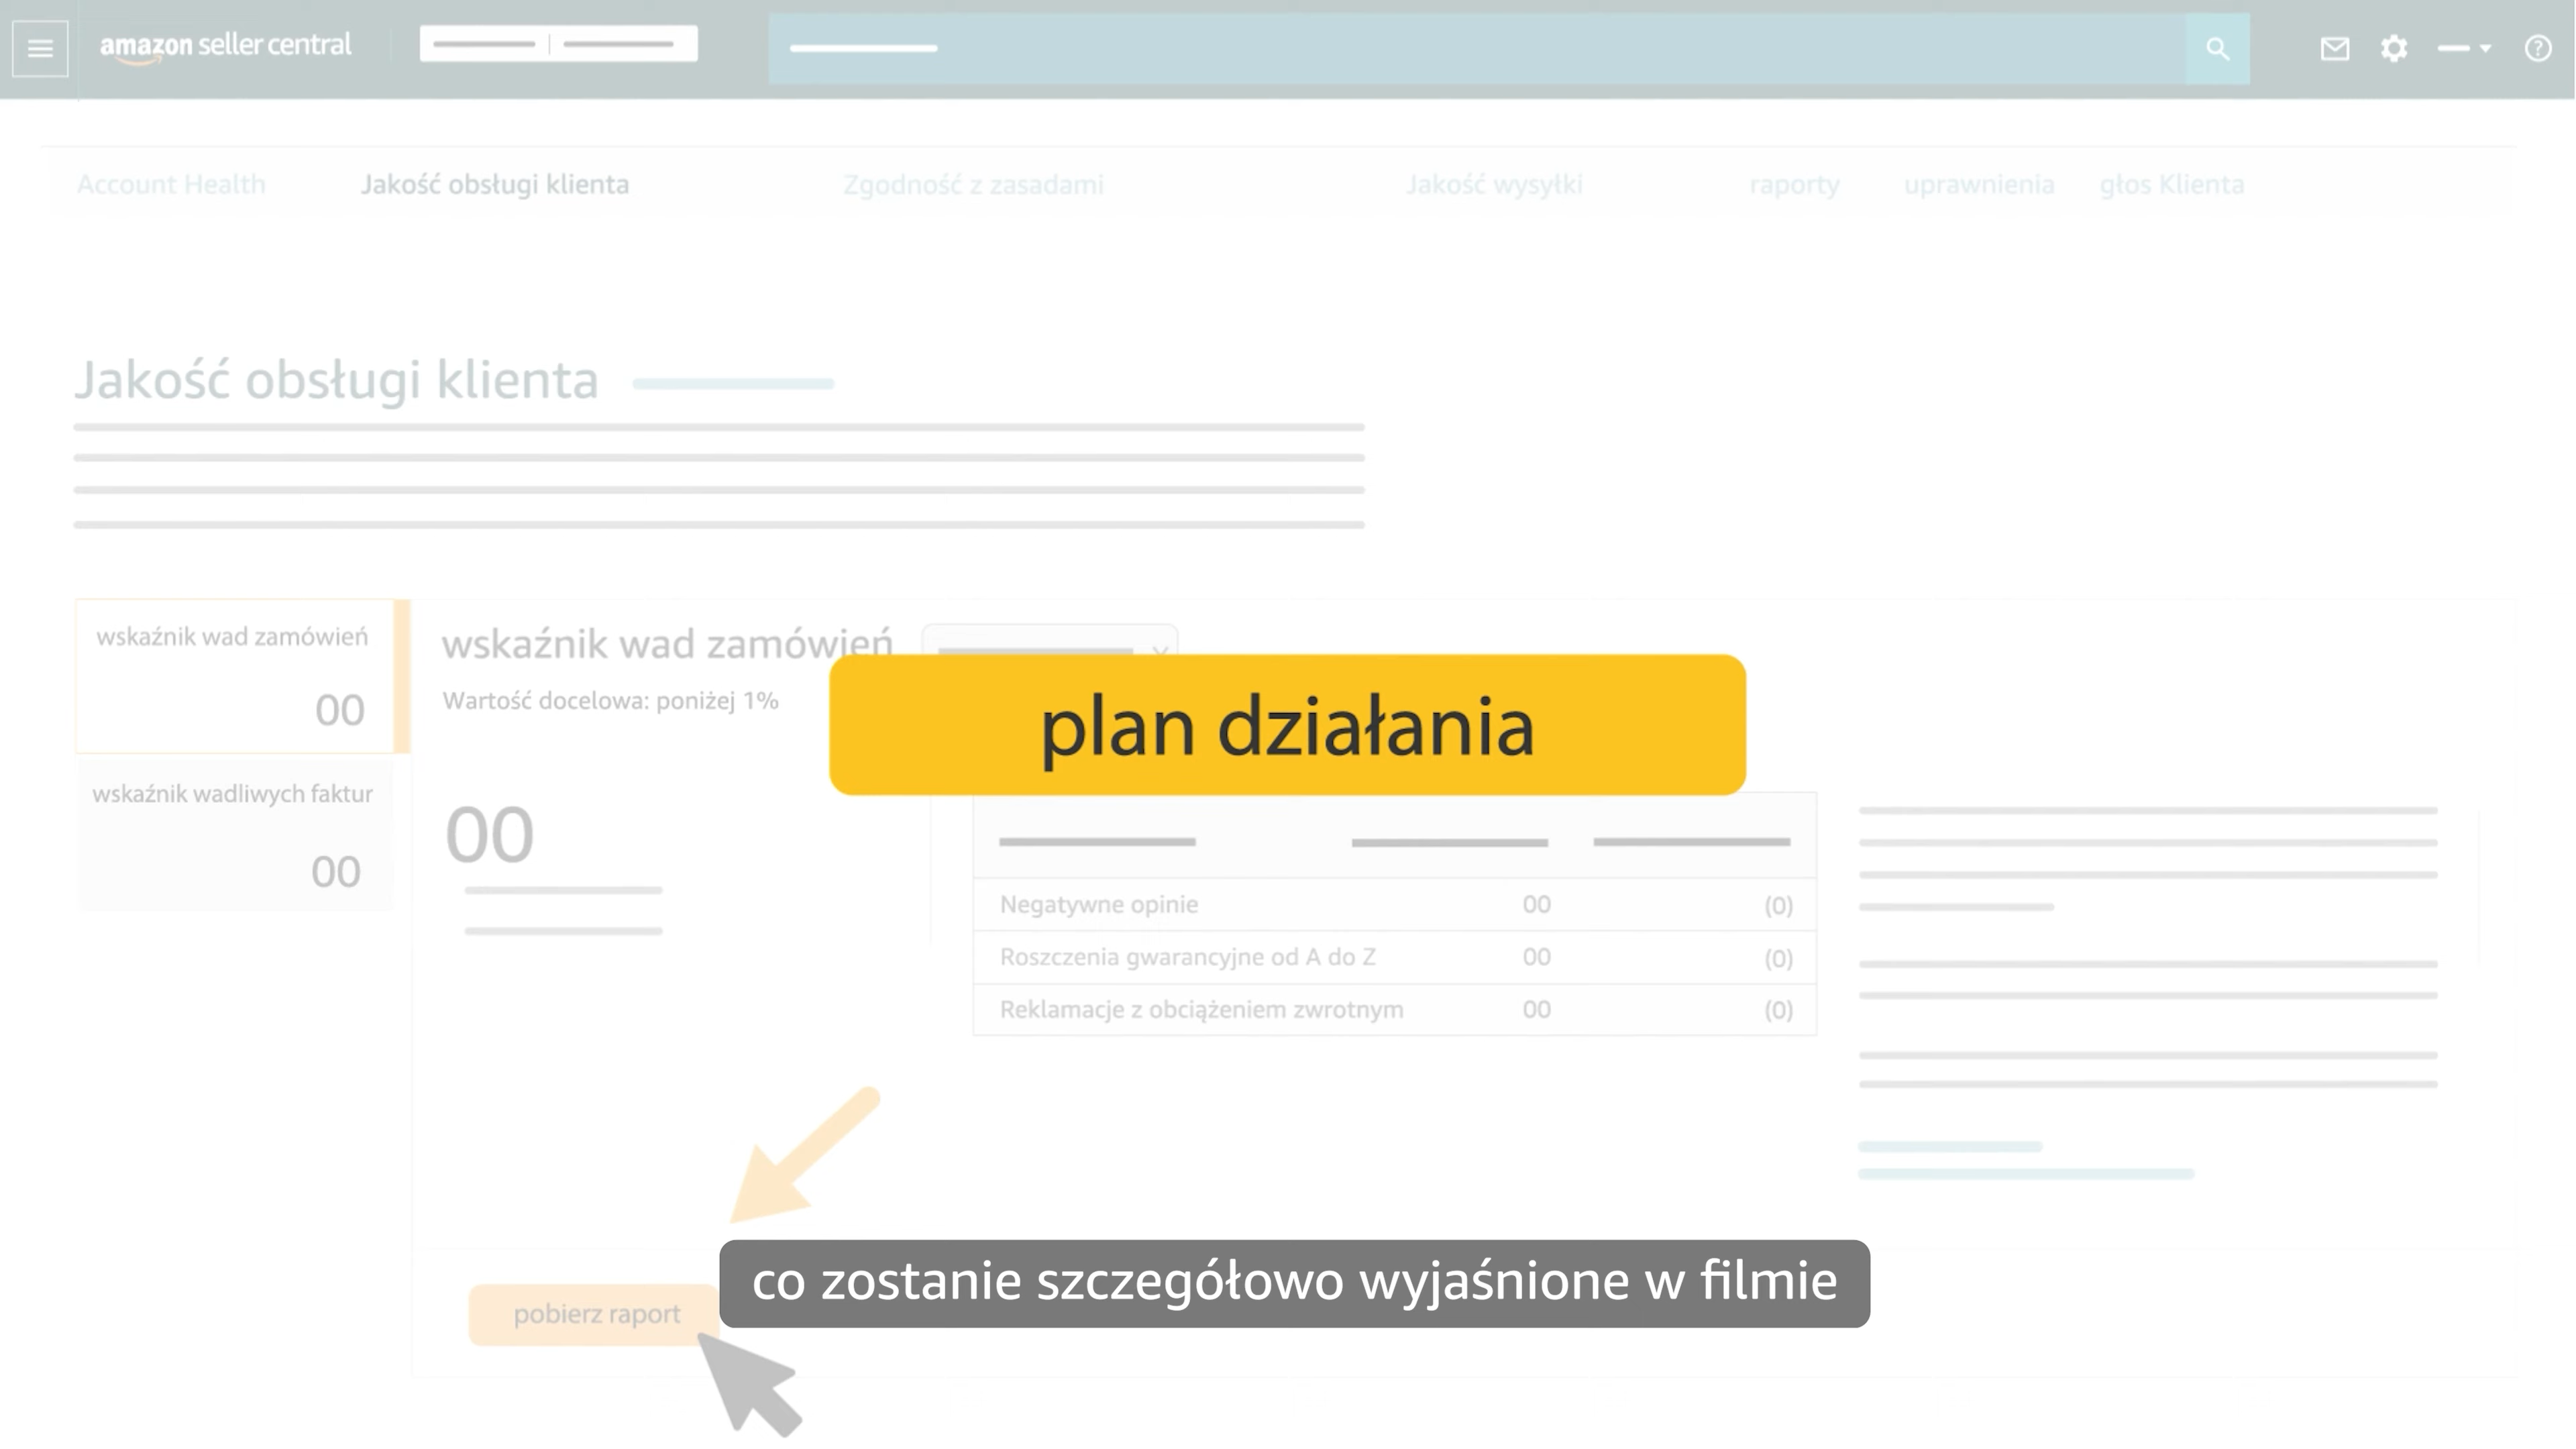 amazon seller central
Account Health
Jakość obsługi klienta
Zgodność z zasadami
Jakość wysyłki
raporty
uprawnienia
głos Klienta
Jakość obsługi klienta
wskaźnik wad zamówień
00
wskaźnik wadliwych faktur
00
wskaźnik wad zamówień
Wartość docelowa: poniżej 1%
plan działania
00
Negatywne opinie 00 (0)
Roszczenia gwarancyjne od A do Z 00 (0)
Reklamacje z obciążeniem zwrotnym 00 (0)
pobierz raport
co zostanie szczegółowo wyjaśnione w filmie